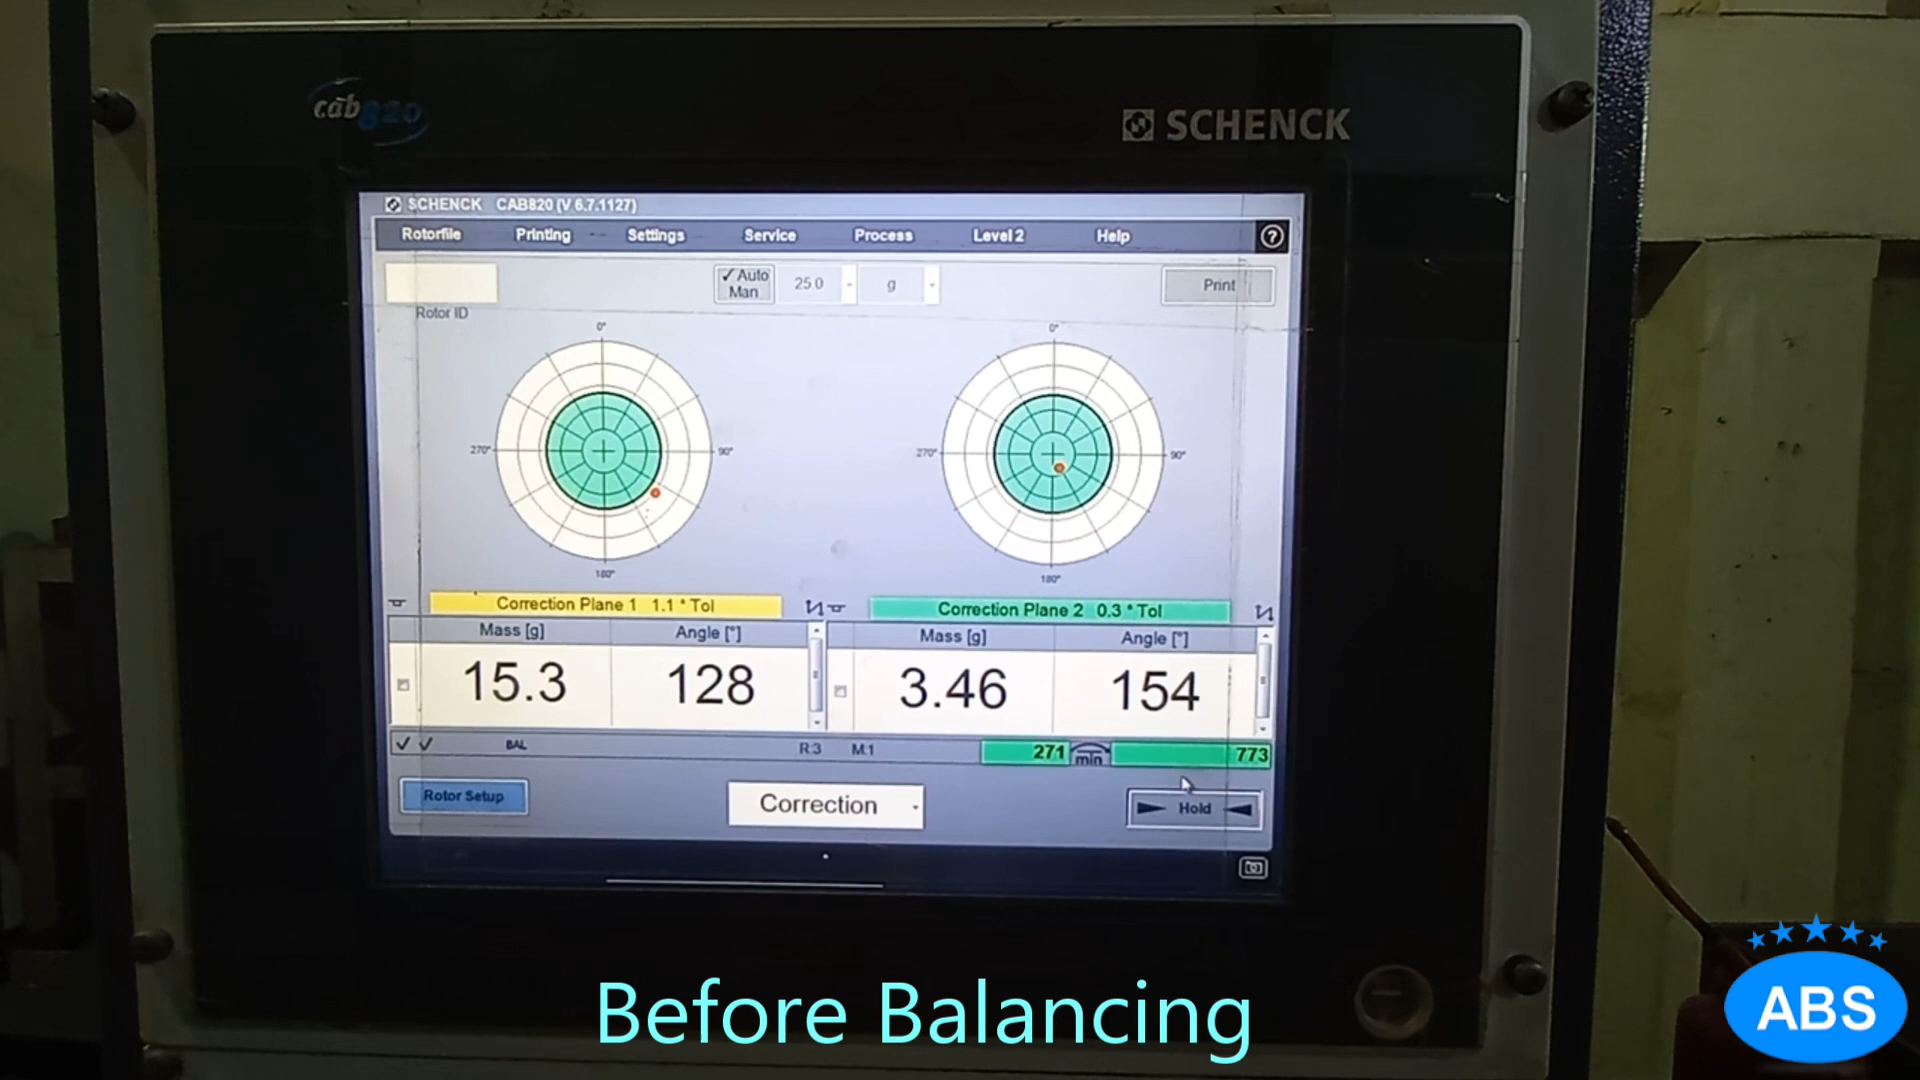 cab820
SCHENCK
SCHENCK CAB820 (V 6.7.1127)
Rotorfile Printing Settings Service Process Level 2 Help ?
✓ Auto
Man
25 0 g
Print
Rotor ID
0° 0°
270° 90° 270° 90°
180° 180°
Correction Plane 1 1.1 * Tol Correction Plane 2 0.3 * Tol
Mass [g] Angle [°] Mass [g] Angle [°]
15.3 128 3.46 154
BAL R:3 M:1 271 min 773
Rotor Setup Correction Hold
Before Balancing
ABS